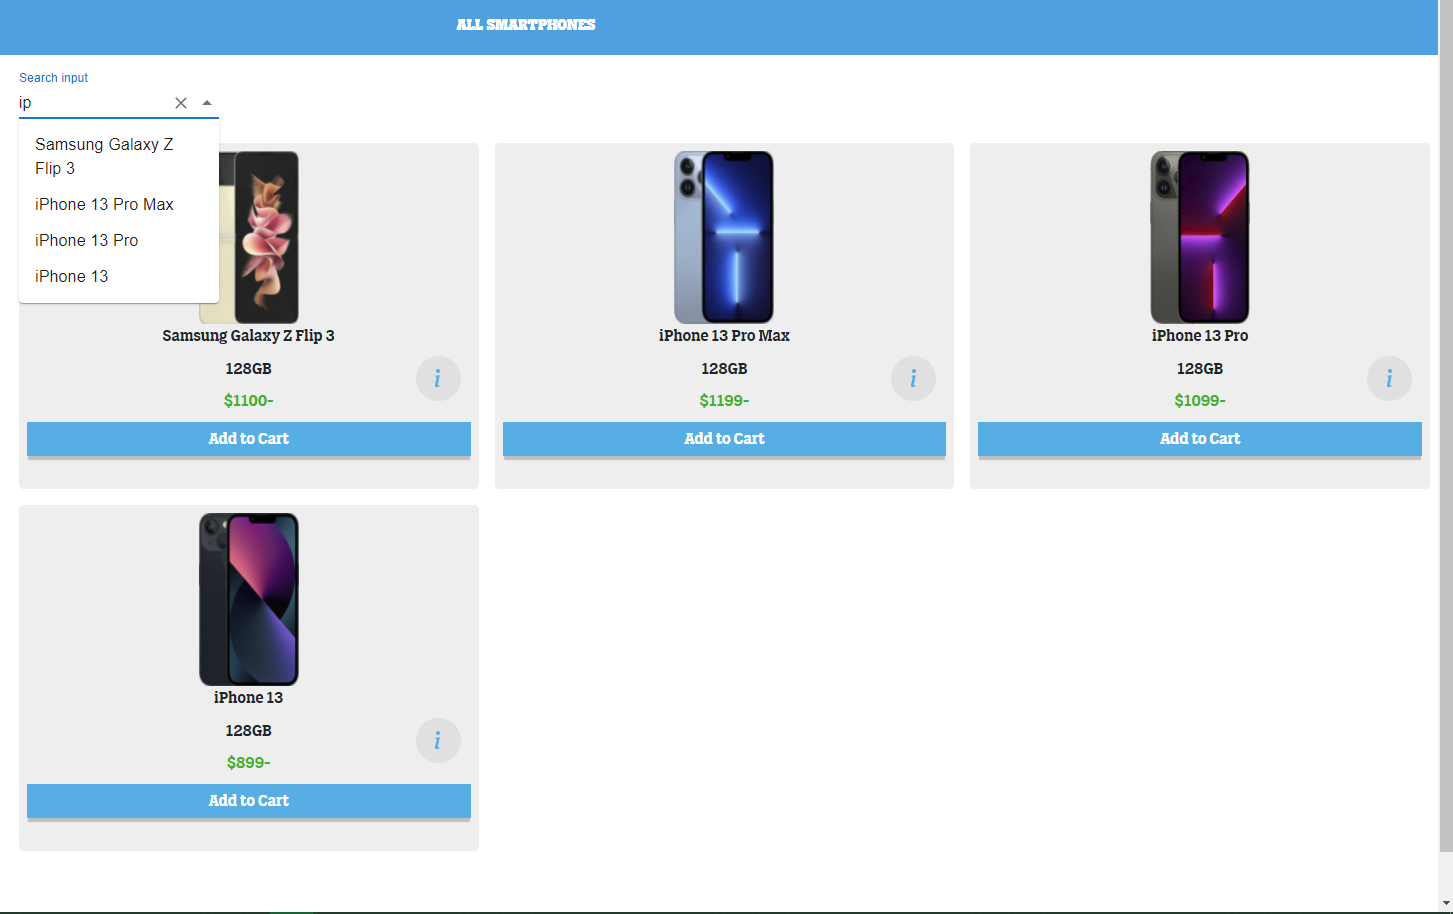 ALL SMARTPHONES
Search input
ip
Samsung Galaxy Z
Flip 3
iPhone 13 Pro Max
iPhone 13 Pro
iPhone 13
Samsung Galaxy Z Flip 3
128GB
i
$1100-
Add to Cart
iPhone 13 Pro Max
128GB
i
$1199-
Add to Cart
iPhone 13 Pro
128GB
i
$1099-
Add to Cart
iPhone 13
128GB
i
$899-
Add to Cart